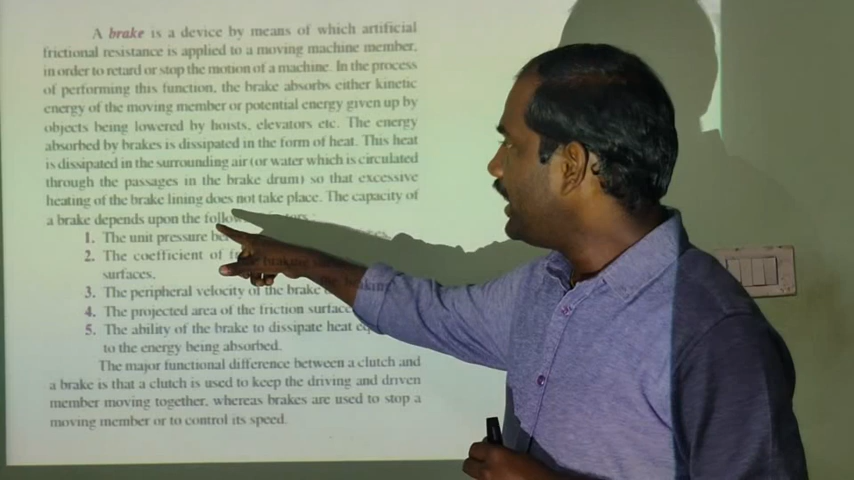 A brake is a device by means of which artificial
frictional resistance is applied to a moving machine member,
in order to retard or stop the motion of a machine. In the process
of performing this function, the brake absorbs either kinetic
energy of the moving member or potential energy given up by
objects being lowered by hoists, elevators etc. The energy
absorbed by brakes is dissipated in the form of heat. This heat
is dissipated in the surrounding air (or water which is circulated
through the passages in the brake drum) so that excessive
heating of the brake lining does not take place. The capacity of
a brake depends upon the
1. The unit pressure
2. The coefficient of braking
surfaces.
3. The peripheral velocity of the brake
4. The projected area of the friction
5. The ability of the brake to dissipate heat
to the energy being absorbed.
The major functional difference between a clutch and
a brake is that a clutch is used to keep the driving and driven
member moving together, whereas brakes are used to stop a
moving member or to control its speed.